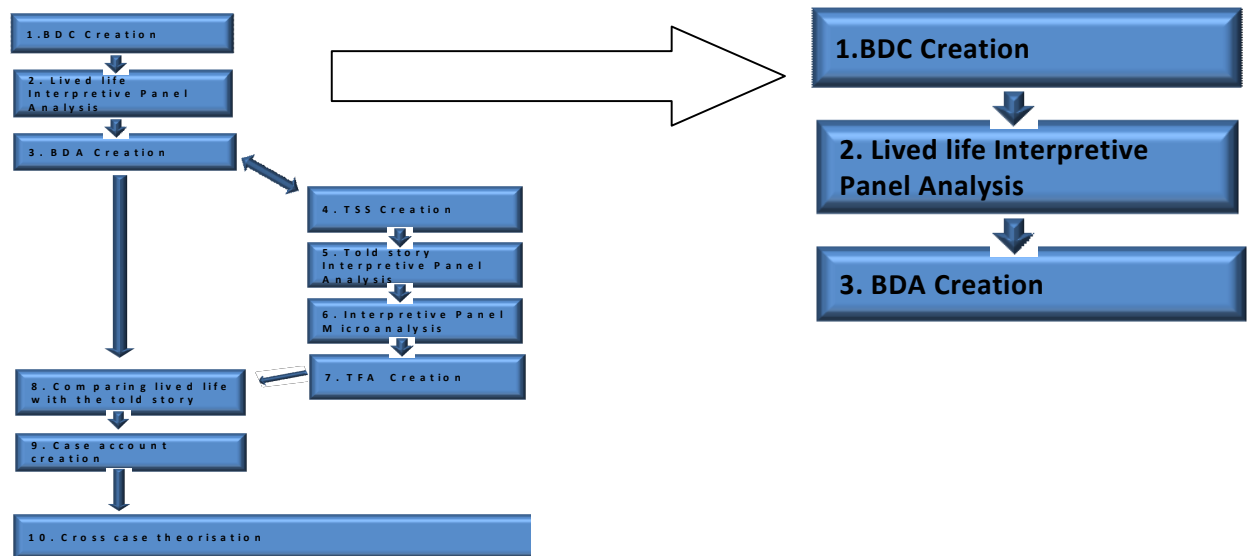 1.BDC Creation
2. Lived life
Interpretive Panel
Analysis
3. BDA Creation
4. TSS Creation
5. Told story
Interpretive Panel
Analysis
6. Interpretive Panel
Microanalysis
7. TFA Creation
8. Comparing lived life
with the told story
9. Case account
creation
10. Cross case theorisation
1.BDC Creation
2. Lived life Interpretive
Panel Analysis
3. BDA Creation